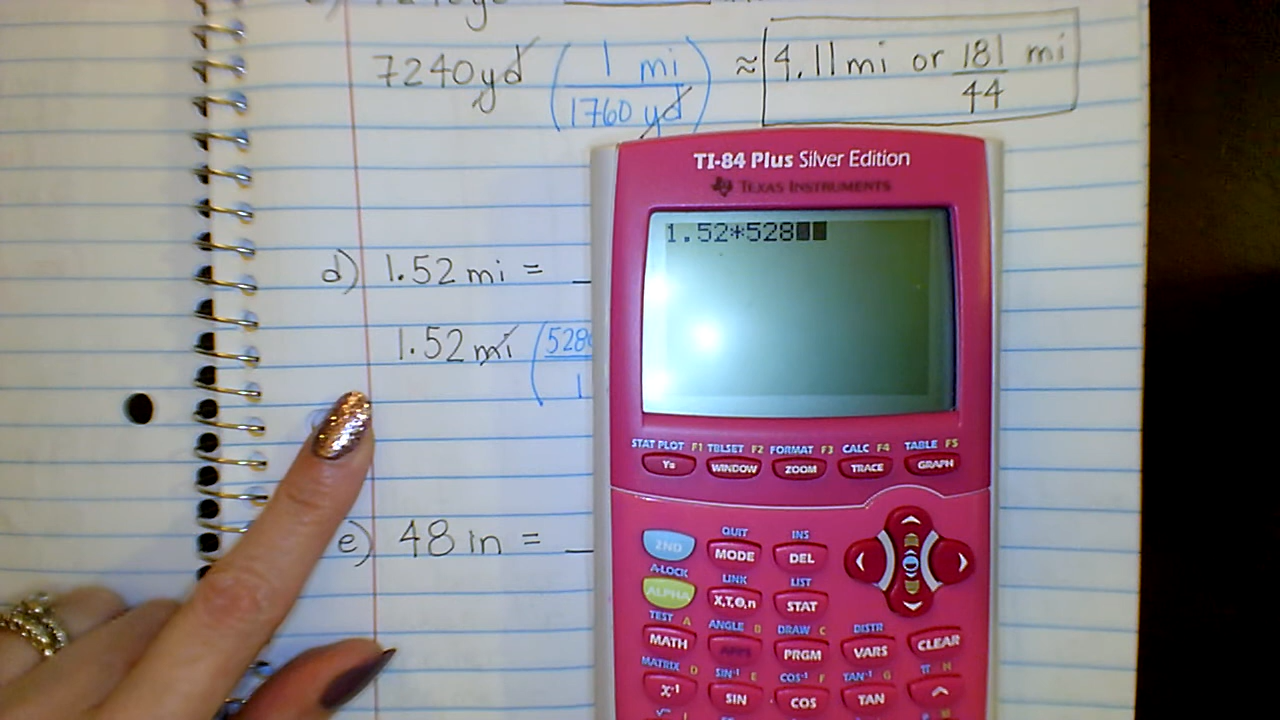 7240yd (1 mi / 1760 yd) ≈ 4.11 mi or 181/44 mi
d) 1.52 mi = _
1.52 mi (528 / 1
e) 48 in = _
TI-84 Plus Silver Edition
TEXAS INSTRUMENTS
1.52*528
STAT PLOT F1 TBLSET F2 FORMAT F3 CALC F4 TABLE F5
Y= WINDOW ZOOM TRACE GRAPH
QUIT INS
2ND MODE DEL
A-LOCK LINK LIST
ALPHA X,T,Θ,n STAT
TEST A ANGLE B DRAW C DISTR
MATH APPS PRGM VARS CLEAR
MATRIX D SIN⁻¹ E COS⁻¹ F TAN⁻¹ G π H
X⁻¹ SIN COS TAN ^